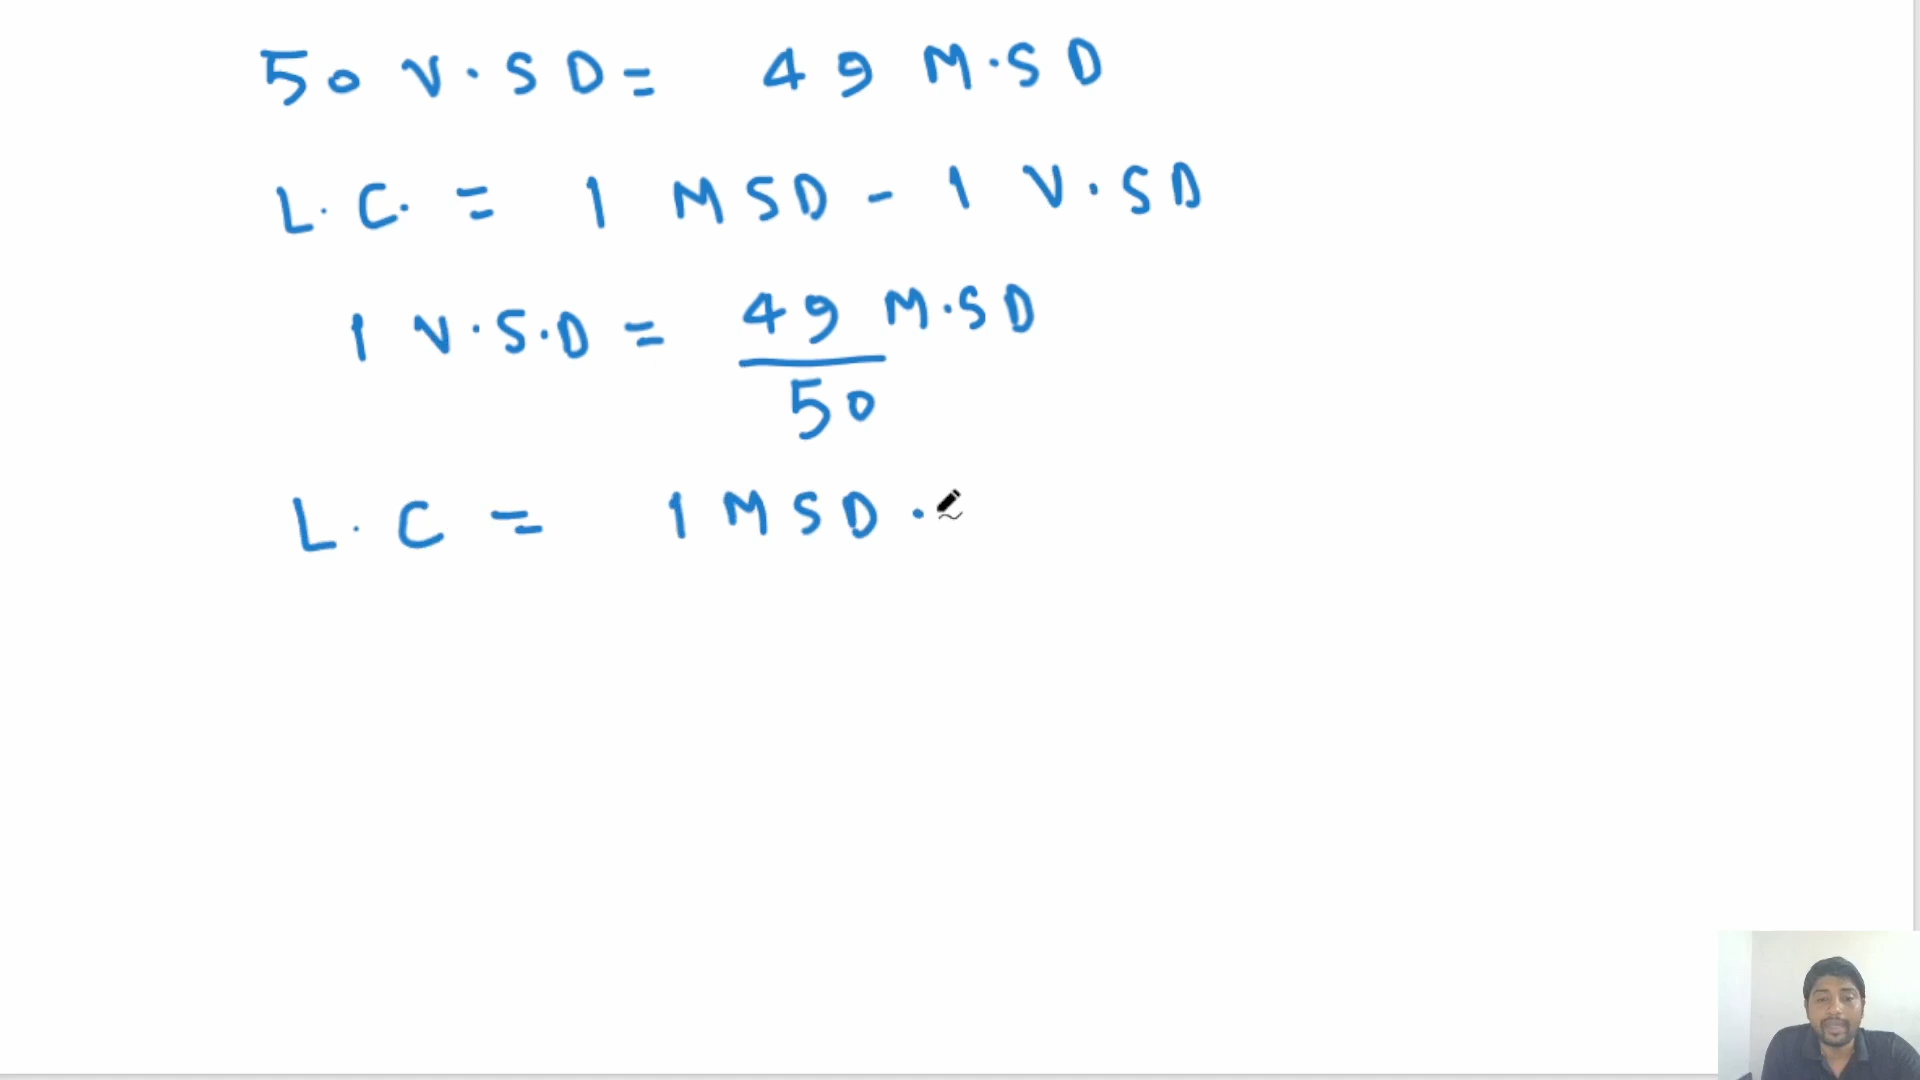 50 V.SD = 49 M.SD
L.C. = 1 MSD - 1 V.SD
1 V.S.D = 49 M.SD
50
L.C = 1 MSD .